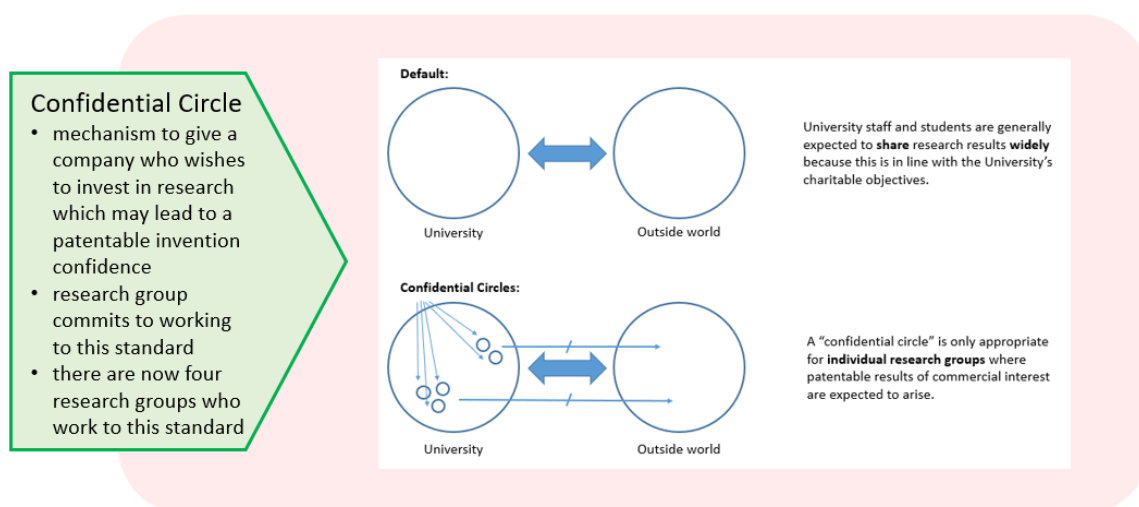 Confidential Circle
• mechanism to give a
company who wishes
to invest in research
which may lead to a
patentable invention
confidence
• research group
commits to working
to this standard
• there are now four
research groups who
work to this standard
Default:
University
Outside world
University staff and students are generally
expected to share research results widely
because this is in line with the University's
charitable objectives.
Confidential Circles:
University
Outside world
A “confidential circle” is only appropriate
for individual research groups where
patentable results of commercial interest
are expected to arise.